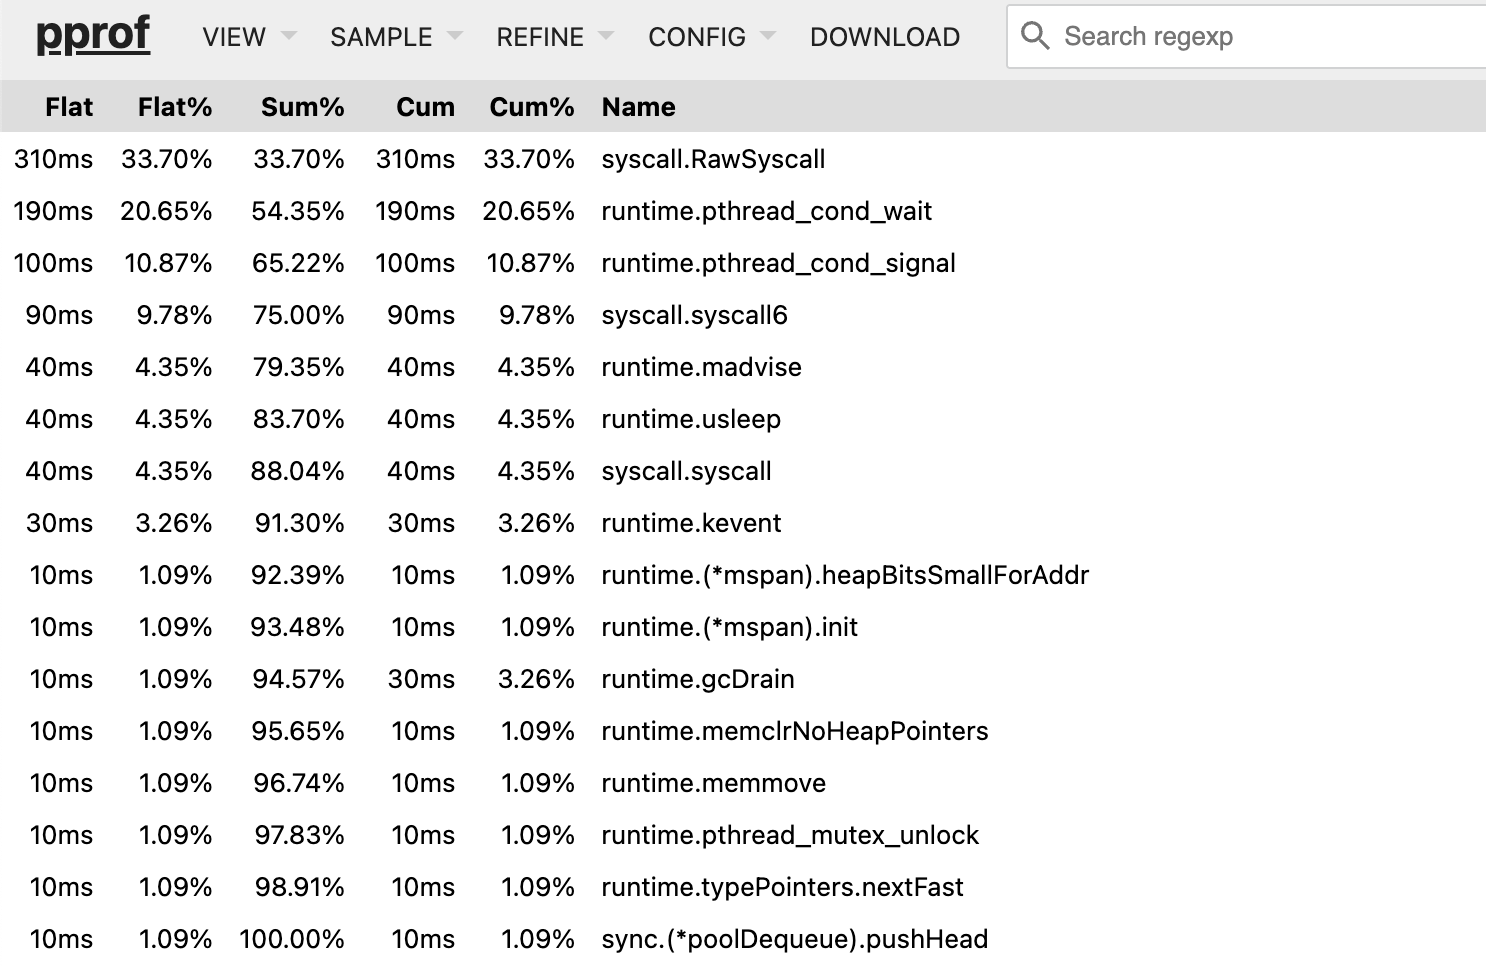 pprof VIEW SAMPLE REFINE CONFIG DOWNLOAD Search regexp
Flat Flat% Sum% Cum Cum% Name
310ms 33.70% 33.70% 310ms 33.70% syscall.RawSyscall
190ms 20.65% 54.35% 190ms 20.65% runtime.pthread_cond_wait
100ms 10.87% 65.22% 100ms 10.87% runtime.pthread_cond_signal
90ms 9.78% 75.00% 90ms 9.78% syscall.syscall6
40ms 4.35% 79.35% 40ms 4.35% runtime.madvise
40ms 4.35% 83.70% 40ms 4.35% runtime.usleep
40ms 4.35% 88.04% 40ms 4.35% syscall.syscall
30ms 3.26% 91.30% 30ms 3.26% runtime.kevent
10ms 1.09% 92.39% 10ms 1.09% runtime.(*mspan).heapBitsSmallForAddr
10ms 1.09% 93.48% 10ms 1.09% runtime.(*mspan).init
10ms 1.09% 94.57% 30ms 3.26% runtime.gcDrain
10ms 1.09% 95.65% 10ms 1.09% runtime.memclrNoHeapPointers
10ms 1.09% 96.74% 10ms 1.09% runtime.memmove
10ms 1.09% 97.83% 10ms 1.09% runtime.pthread_mutex_unlock
10ms 1.09% 98.91% 10ms 1.09% runtime.typePointers.nextFast
10ms 1.09% 100.00% 10ms 1.09% sync.(*poolDequeue).pushHead